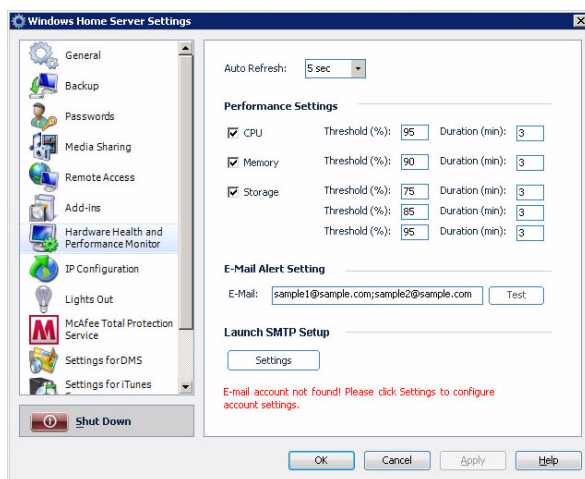 Windows Home Server Settings
General
Backup
Passwords
Media Sharing
Remote Access
Add-ins
Hardware Health and
Performance Monitor
IP Configuration
Lights Out
McAfee Total Protection
Service
Settings for DMS
Settings for iTunes
Shut Down
Auto Refresh: 5 sec
Performance Settings
CPU Threshold (%): 95 Duration (min): 3
Memory Threshold (%): 90 Duration (min): 3
Storage Threshold (%): 75 Duration (min): 3
Threshold (%): 85 Duration (min): 3
Threshold (%): 95 Duration (min): 3
E-Mail Alert Setting
E-Mail: sample1@sample.com;sample2@sample.com Test
Launch SMTP Setup
Settings
E-mail account not found! Please click Settings to configure
account settings.
OK Cancel Apply Help